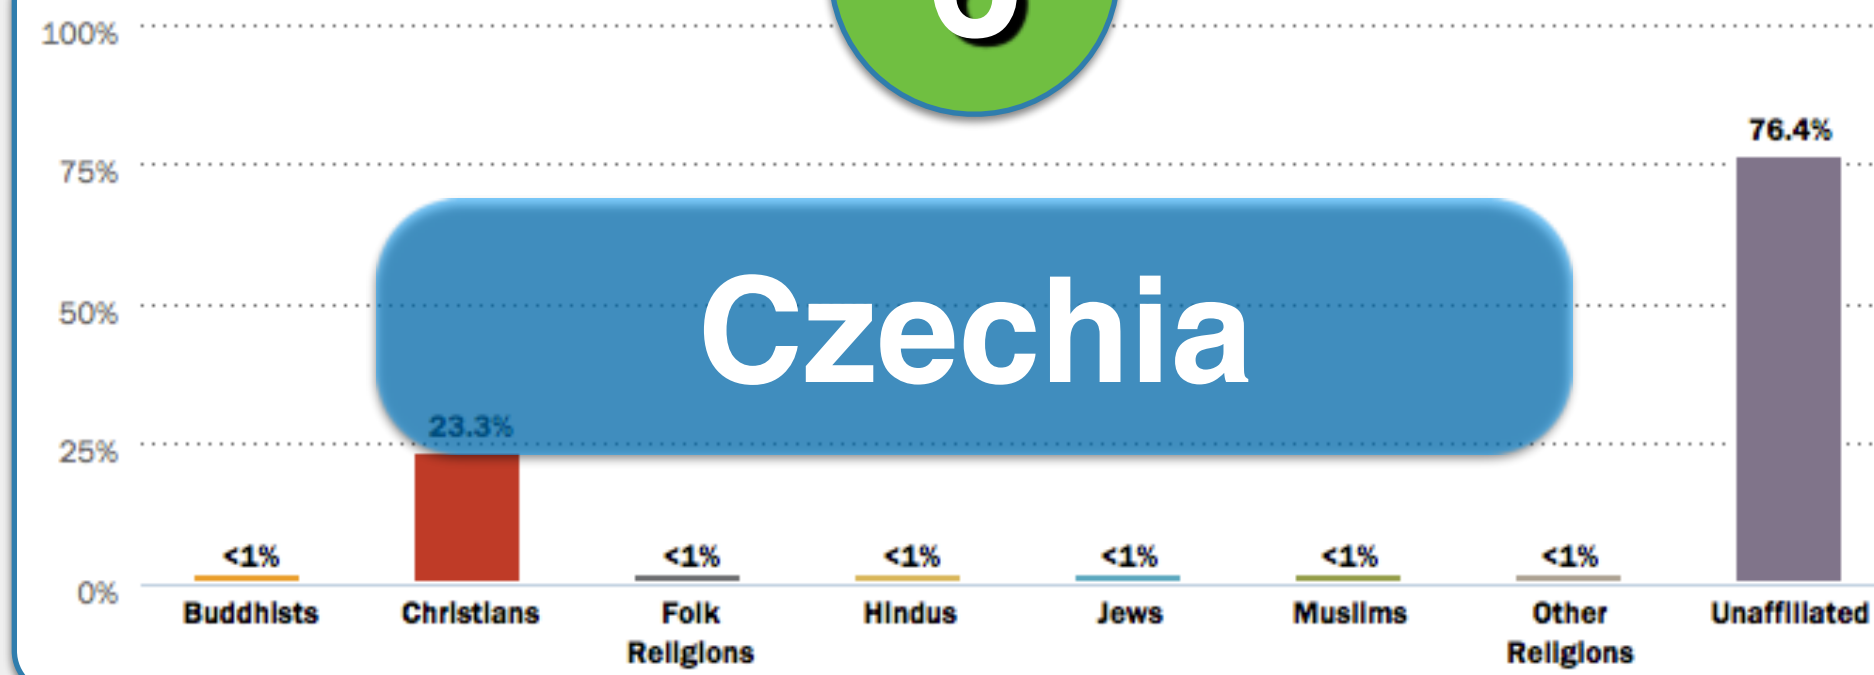 100%
76.4%
75%
50%
Czechia
23.3%
25%
<1% <1% <1% <1% <1% <1%
0%
Buddhists Christians Folk Hindus Jews Muslims Other Unaffiliated
Religions Religions